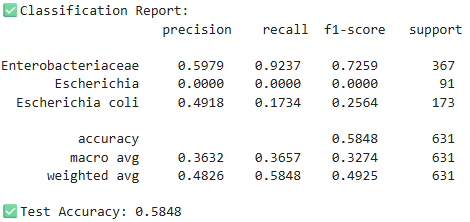 ✅Classification Report:
precision recall f1-score support
Enterobacteriaceae 0.5979 0.9237 0.7259 367
Escherichia 0.0000 0.0000 0.0000 91
Escherichia coli 0.4918 0.1734 0.2564 173
accuracy 0.5848 631
macro avg 0.3632 0.3657 0.3274 631
weighted avg 0.4826 0.5848 0.4925 631
✅Test Accuracy: 0.5848